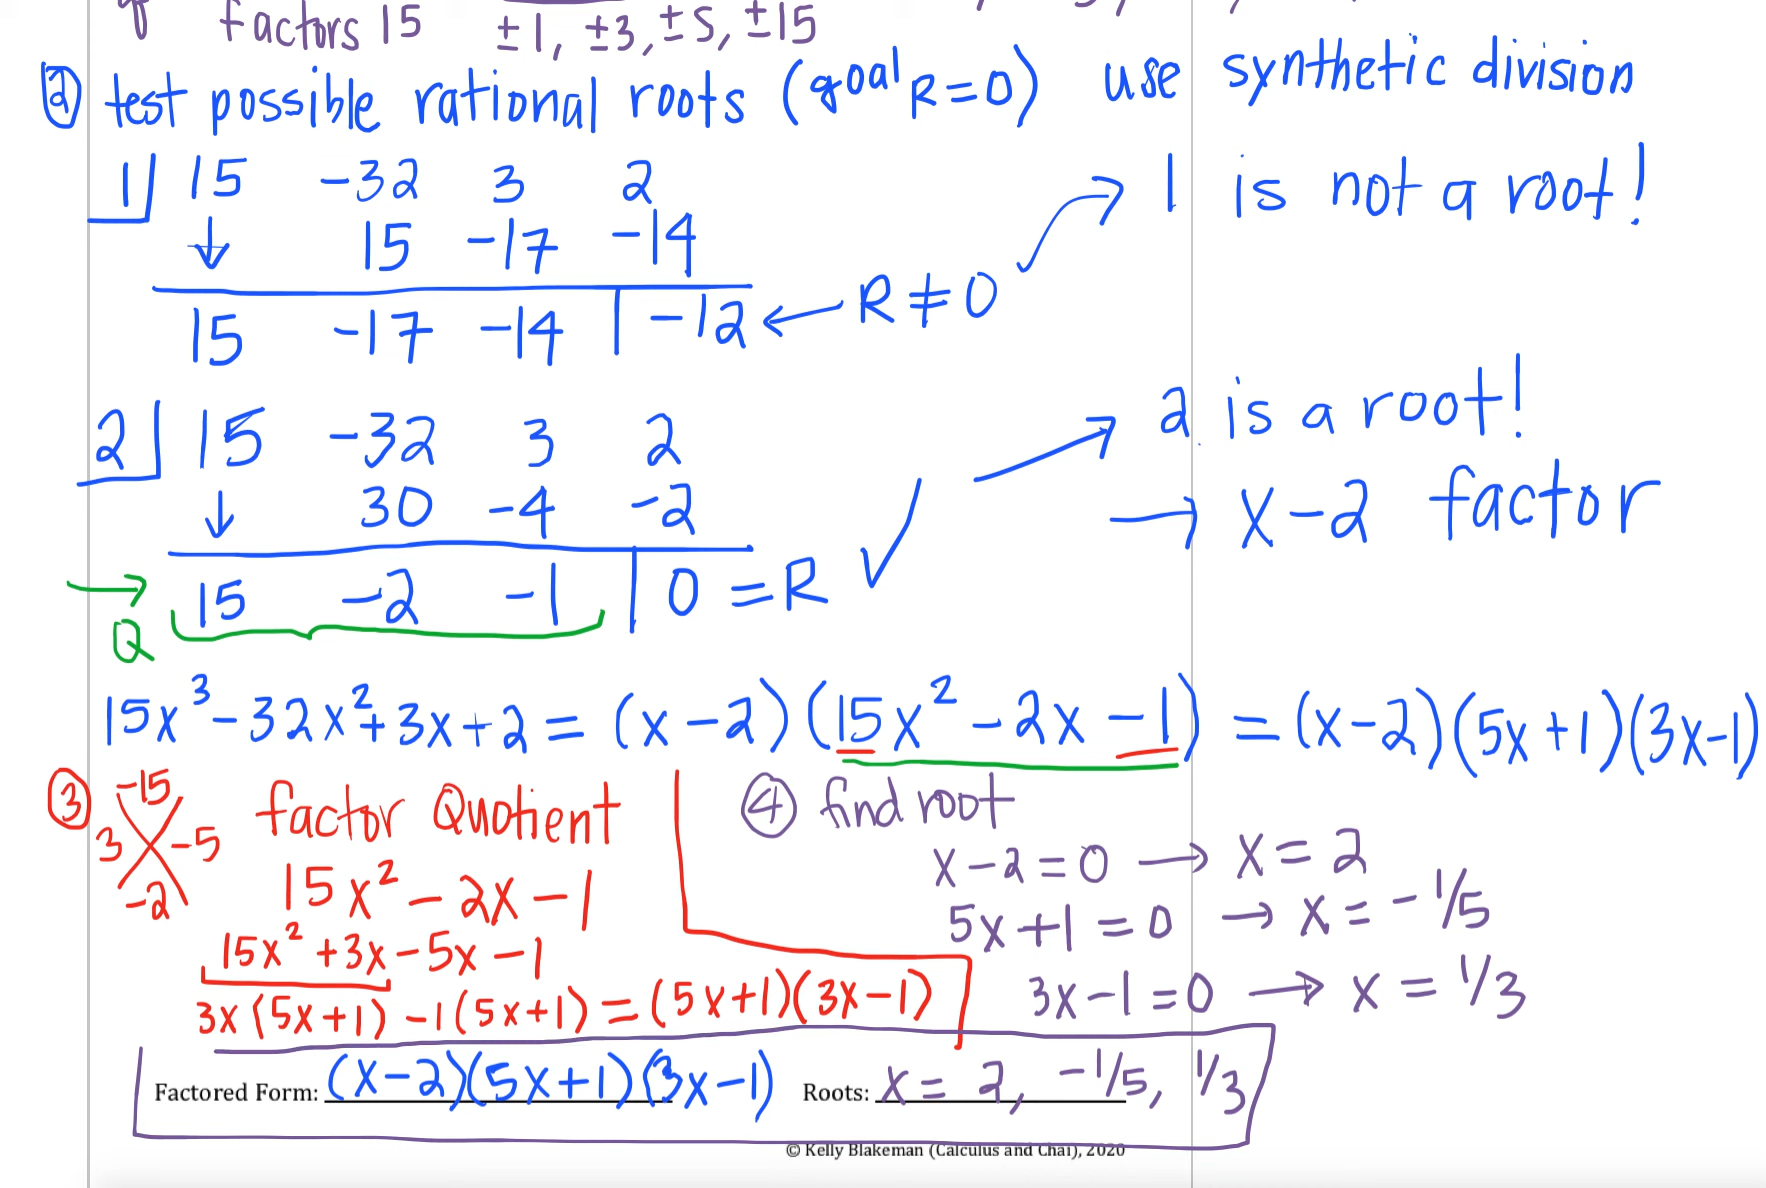 factors 15 ±1, ±3, ±5, ±15
② test possible rational roots (goal R=0) use synthetic division
1| 15 -32 3 2
↓ 15 -17 -14
15 -17 -14 | -12 ← R≠0 → 1 is not a root!
2| 15 -32 3 2
↓ 30 -4 -2
→ Q 15 -2 -1 | 0 = R ✓
→ 2 is a root!
→ x-2 factor
15x³-32x²+3x+2 = (x-2)(15x²-2x-1) = (x-2)(5x+1)(3x-1)
③ -15 3 -5 -2
factor Quotient
15x²-2x-1
15x²+3x-5x-1
3x(5x+1)-1(5x+1) = (5x+1)(3x-1)
④ find root
x-2=0 → x=2
5x+1=0 → x=-1/5
3x-1=0 → x=1/3
Factored Form: (x-2)(5x+1)(3x-1) Roots: x= 2, -1/5, 1/3
© Kelly Blakeman (Calculus and Chai), 2020